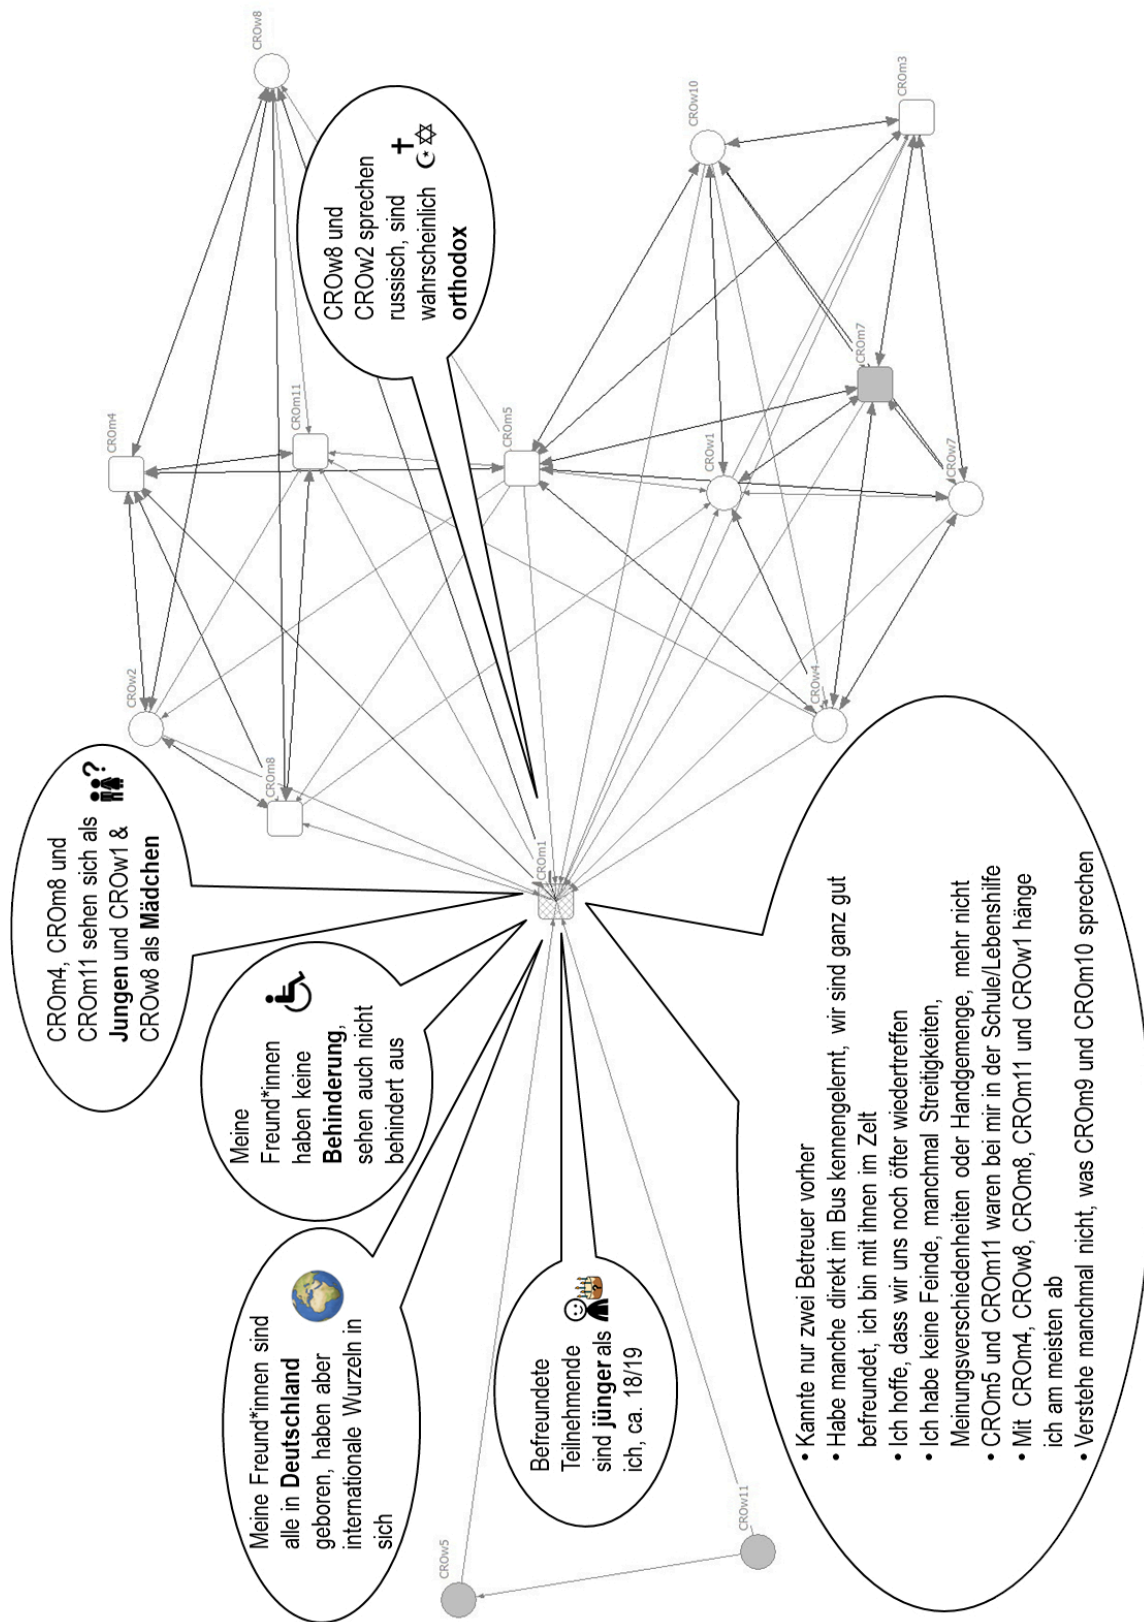 CROm4, CROm8 und
CROm11 sehen sich als
Jungen und CROw1 &
CROw8 als Mädchen
Meine
Freund*innen
haben keine
Behinderung,
sehen auch nicht
behindert aus
Meine Freund*innen sind
alle in Deutschland
geboren, haben aber
internationale Wurzeln in
sich
Befreundete
Teilnehmende
sind jünger als
ich, ca. 18/19
CROw8 und
CROw2 sprechen
russisch, sind
wahrscheinlich
orthodox
• Kannte nur zwei Betreuer vorher
• Habe manche direkt im Bus kennengelernt, wir sind ganz gut
befreundet, ich bin mit ihnen im Zelt
• Ich hoffe, dass wir uns noch öfter wiedertreffen
• Ich habe keine Feinde, manchmal Streitigkeiten,
Meinungsverschiedenheiten oder Handgemenge, mehr nicht
• CROm5 und CROm11 waren bei mir in der Schule/Lebenshilfe
• Mit CROm4, CROw8, CROm8, CROm11 und CROw1 hänge
ich am meisten ab
• Verstehe manchmal nicht, was CROm9 und CROm10 sprechen
CROw5
CROw11
CROm1
CROm8
CROw2
CROm4
CROm11
CROw8
CROm5
CROw4
CROw1
CROw7
CROm7
CROw10
CROm3